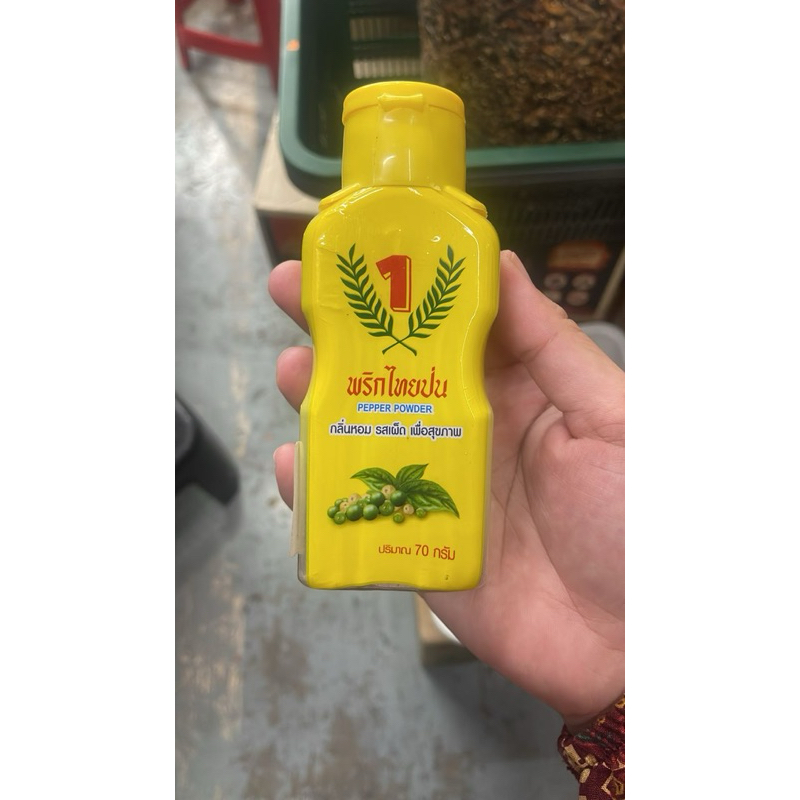 1
พริกไทยป่น
PEPPER POWDER
กลิ่นหอม รสเผ็ด เพื่อสุขภาพ
ปริมาณ 70 กรัม